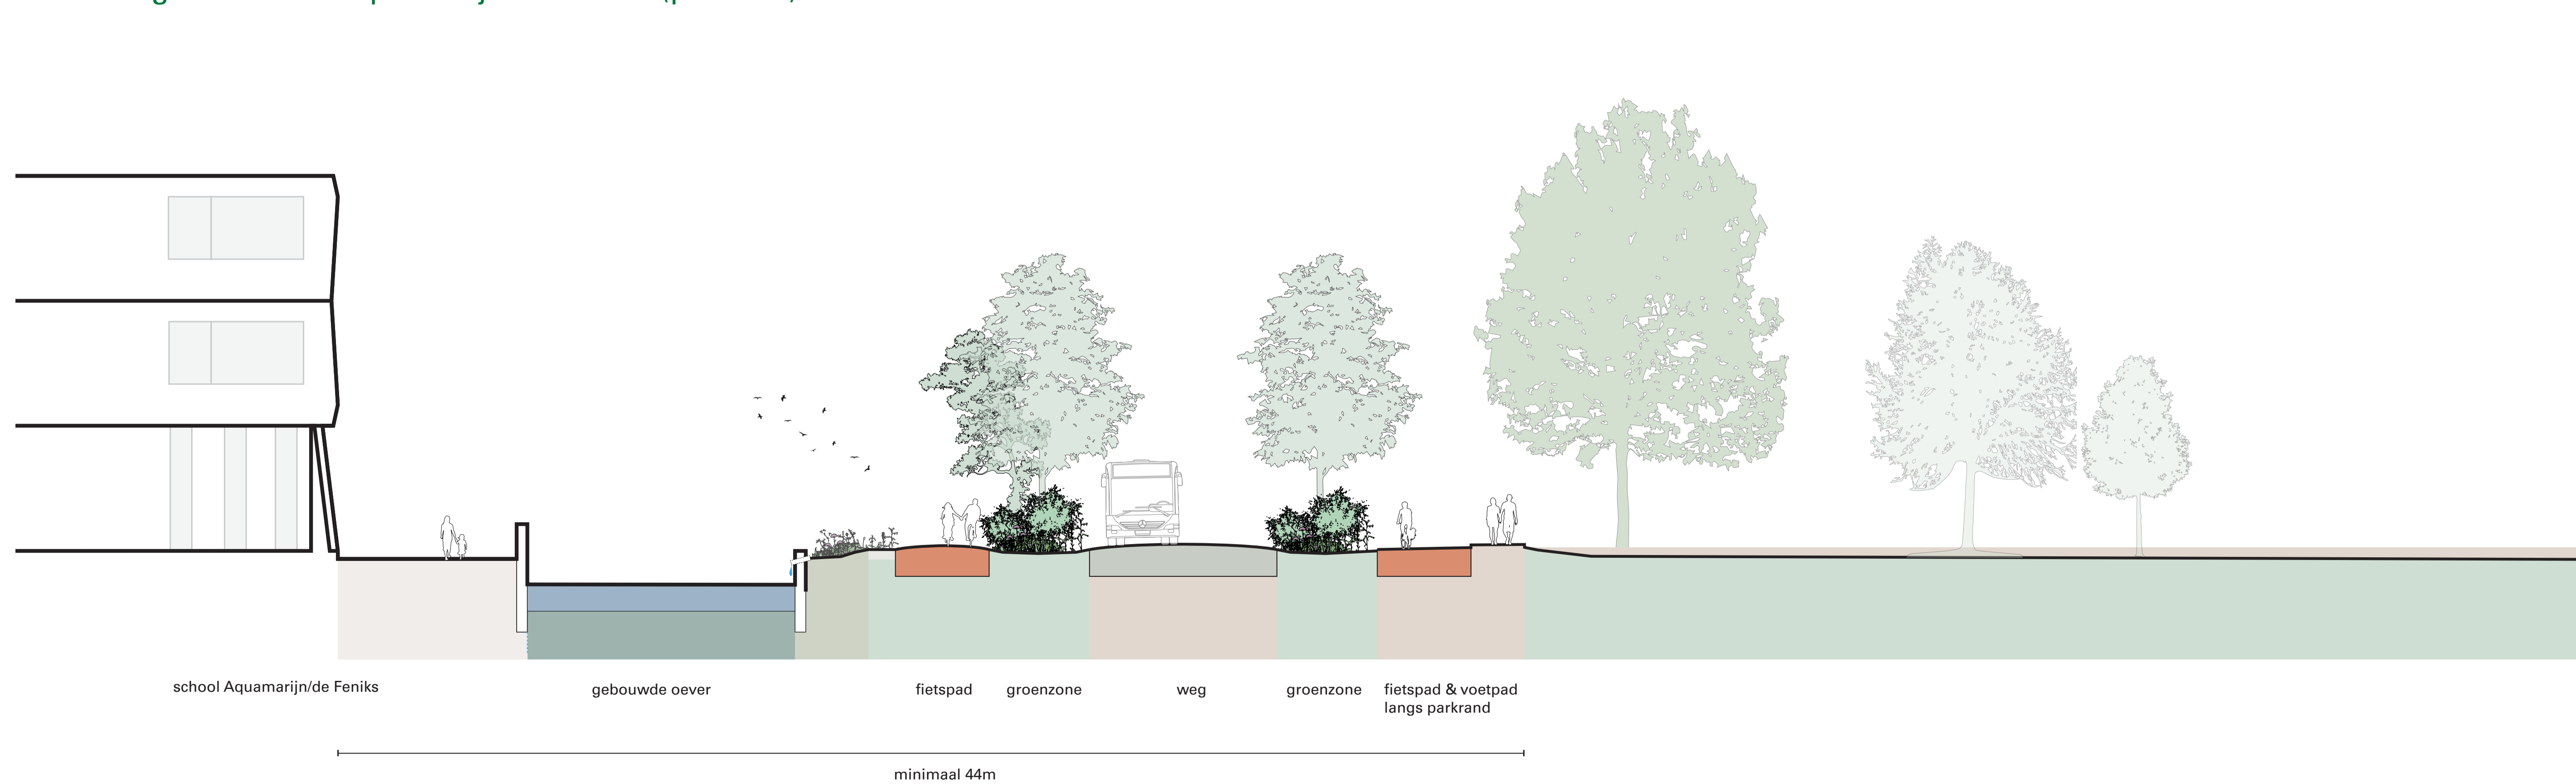 school Aquamarijn/de Feniks
gebouwde oever
fietspad
groenzone
weg
groenzone
fietspad & voetpad
langs parkrand
minimaal 44m